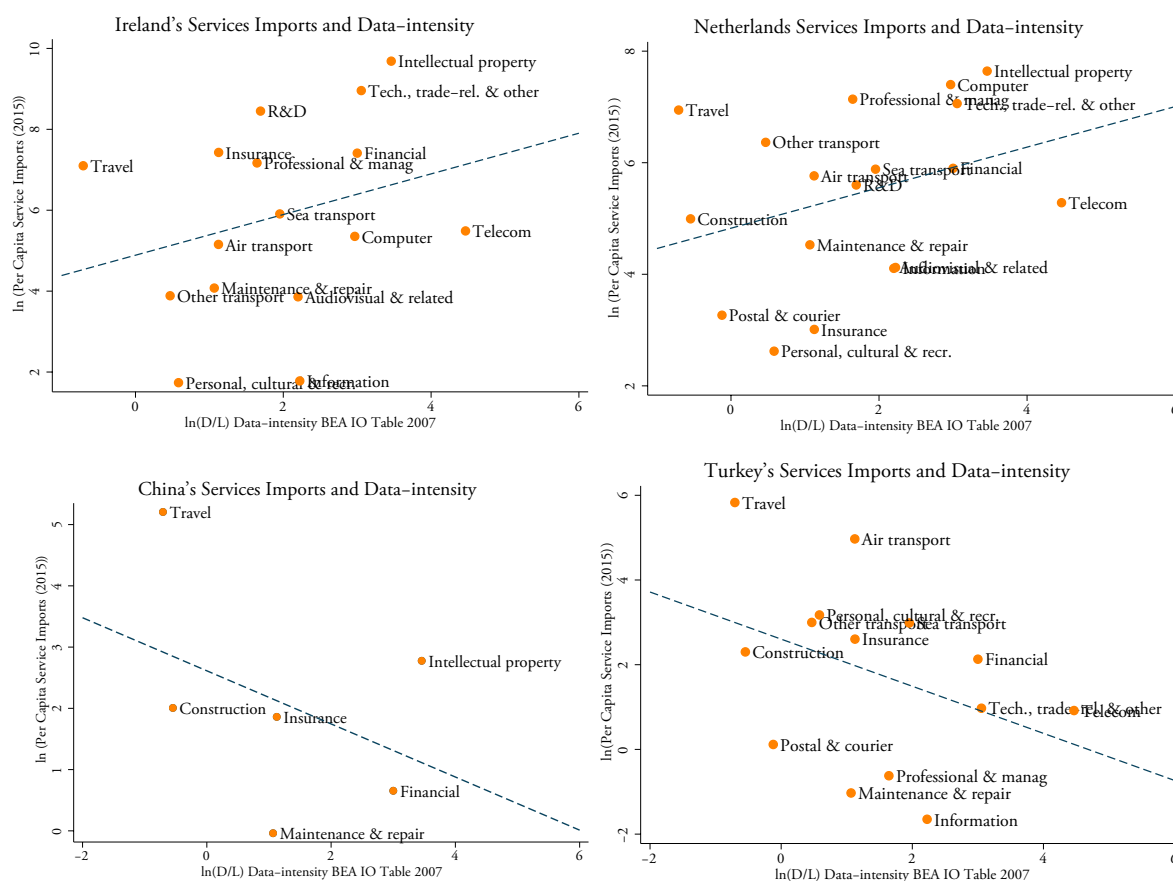 Ireland's Services Imports and Data-intensity
ln (Per Capita Service Imports (2015))
10
8
6
4
2
Intellectual property
Tech., trade-rel. & other
R&D
Insurance
Financial
Professional & manag
Travel
Sea transport
Telecom
Computer
Air transport
Maintenance & repair
Other transport
Audiovisual & related
Personal, cultural & recr.
Information
0
2
4
6
ln(D/L) Data-intensity BEA IO Table 2007
Netherlands Services Imports and Data-intensity
ln (Per Capita Service Imports (2015))
8
6
4
2
Intellectual property
Computer
Professional & manag
Tech., trade-rel. & other
Travel
Other transport
Sea transport
Financial
Air transport
R&D
Telecom
Construction
Maintenance & repair
Audiovisual & related
Information
Postal & courier
Insurance
Personal, cultural & recr.
0
2
4
6
ln(D/L) Data-intensity BEA IO Table 2007
China's Services Imports and Data-intensity
ln (Per Capita Service Imports (2015))
5
4
3
2
1
0
Travel
Intellectual property
Construction
Insurance
Financial
Maintenance & repair
-2
0
2
4
6
ln(D/L) Data-intensity BEA IO Table 2007
Turkey's Services Imports and Data-intensity
ln (Per Capita Service Imports (2015))
6
4
2
0
-2
Travel
Air transport
Personal, cultural & recr.
Other transport
Sea transport
Insurance
Construction
Financial
Tech., trade-rel. & other
Telecom
Postal & courier
Professional & manag
Maintenance & repair
Information
-2
0
2
4
6
ln(D/L) Data-intensity BEA IO Table 2007